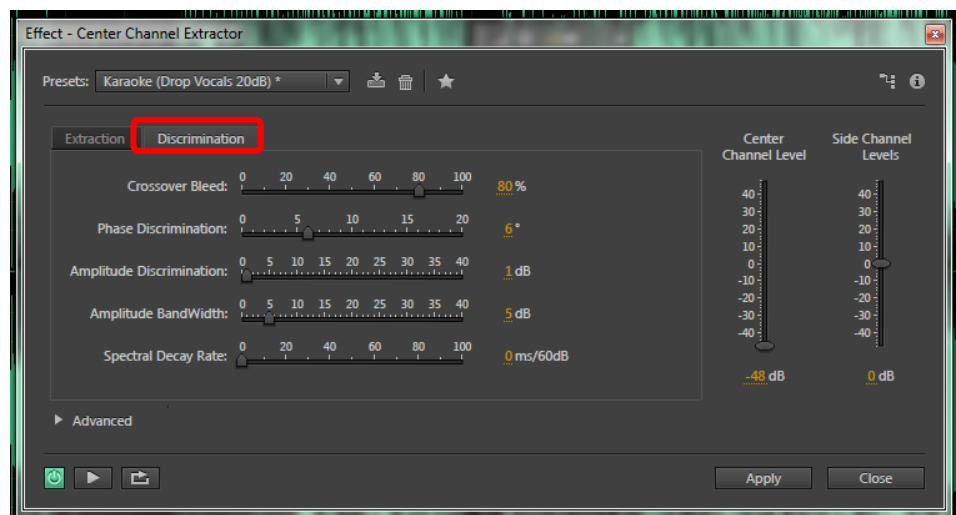 Effect - Center Channel Extractor
Presets: Karaoke (Drop Vocals 20dB) *
Extraction Discrimination
Crossover Bleed: 0 20 40 60 80 100 80 %
Phase Discrimination: 0 5 10 15 20 6 °
Amplitude Discrimination: 0 5 10 15 20 25 30 35 40 1 dB
Amplitude BandWidth: 0 5 10 15 20 25 30 35 40 5 dB
Spectral Decay Rate: 0 20 40 60 80 100 0 ms/60dB
Center
Channel Level
40
30
20
10
0
-10
-20
-30
-40
-48 dB
Side Channel
Levels
40
30
20
10
0
-10
-20
-30
-40
0 dB
Advanced
Apply Close